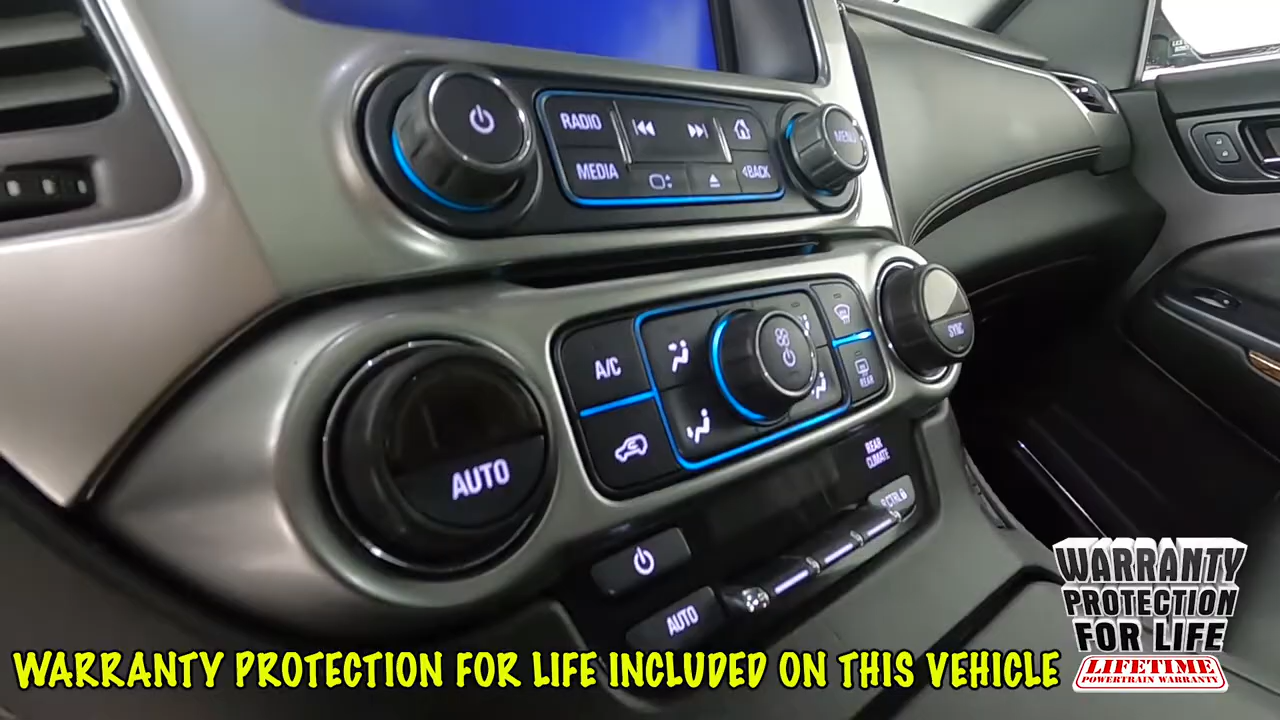 RADIO
MEDIA
BACK
MENU
A/C
AUTO
REAR
SYNC
REAR
CLIMATE
CTRL
AUTO
WARRANTY PROTECTION FOR LIFE INCLUDED ON THIS VEHICLE
WARRANTY
PROTECTION
FOR LIFE
LIFETIME
POWERTRAIN WARRANTY